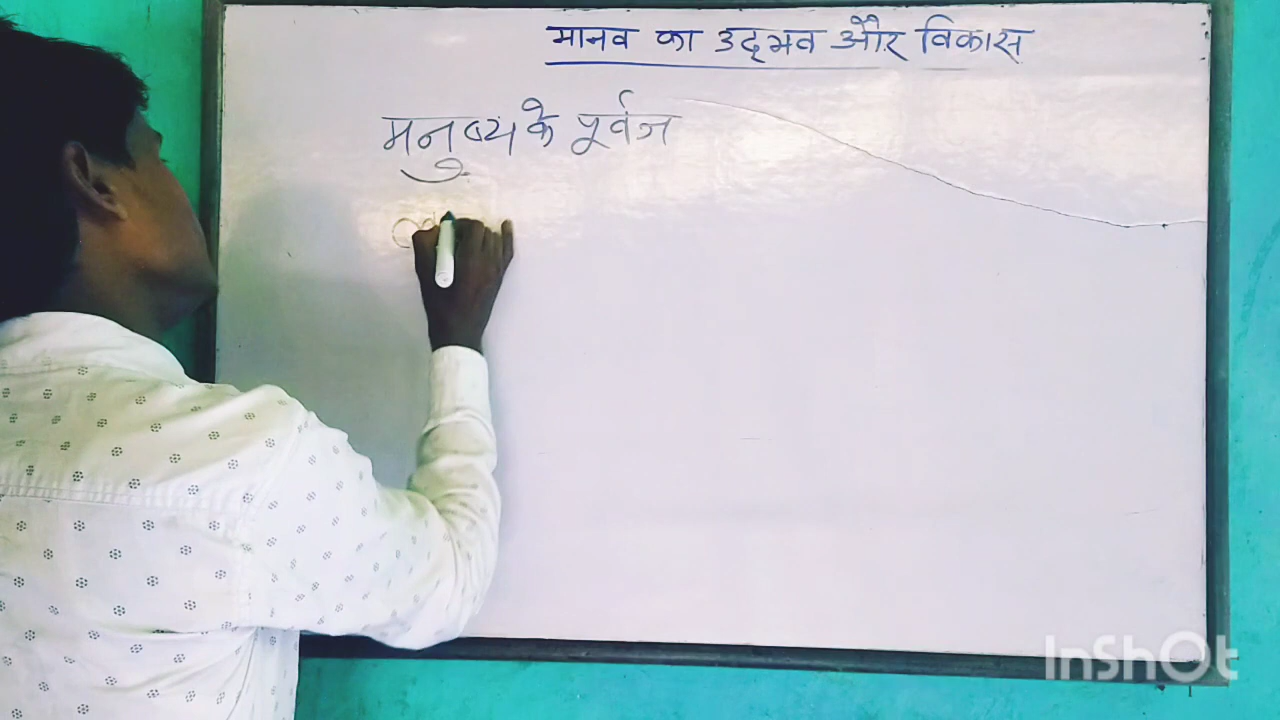 मानव का उद्भव और विकास
मनुष्य के पूर्वज
InShOt